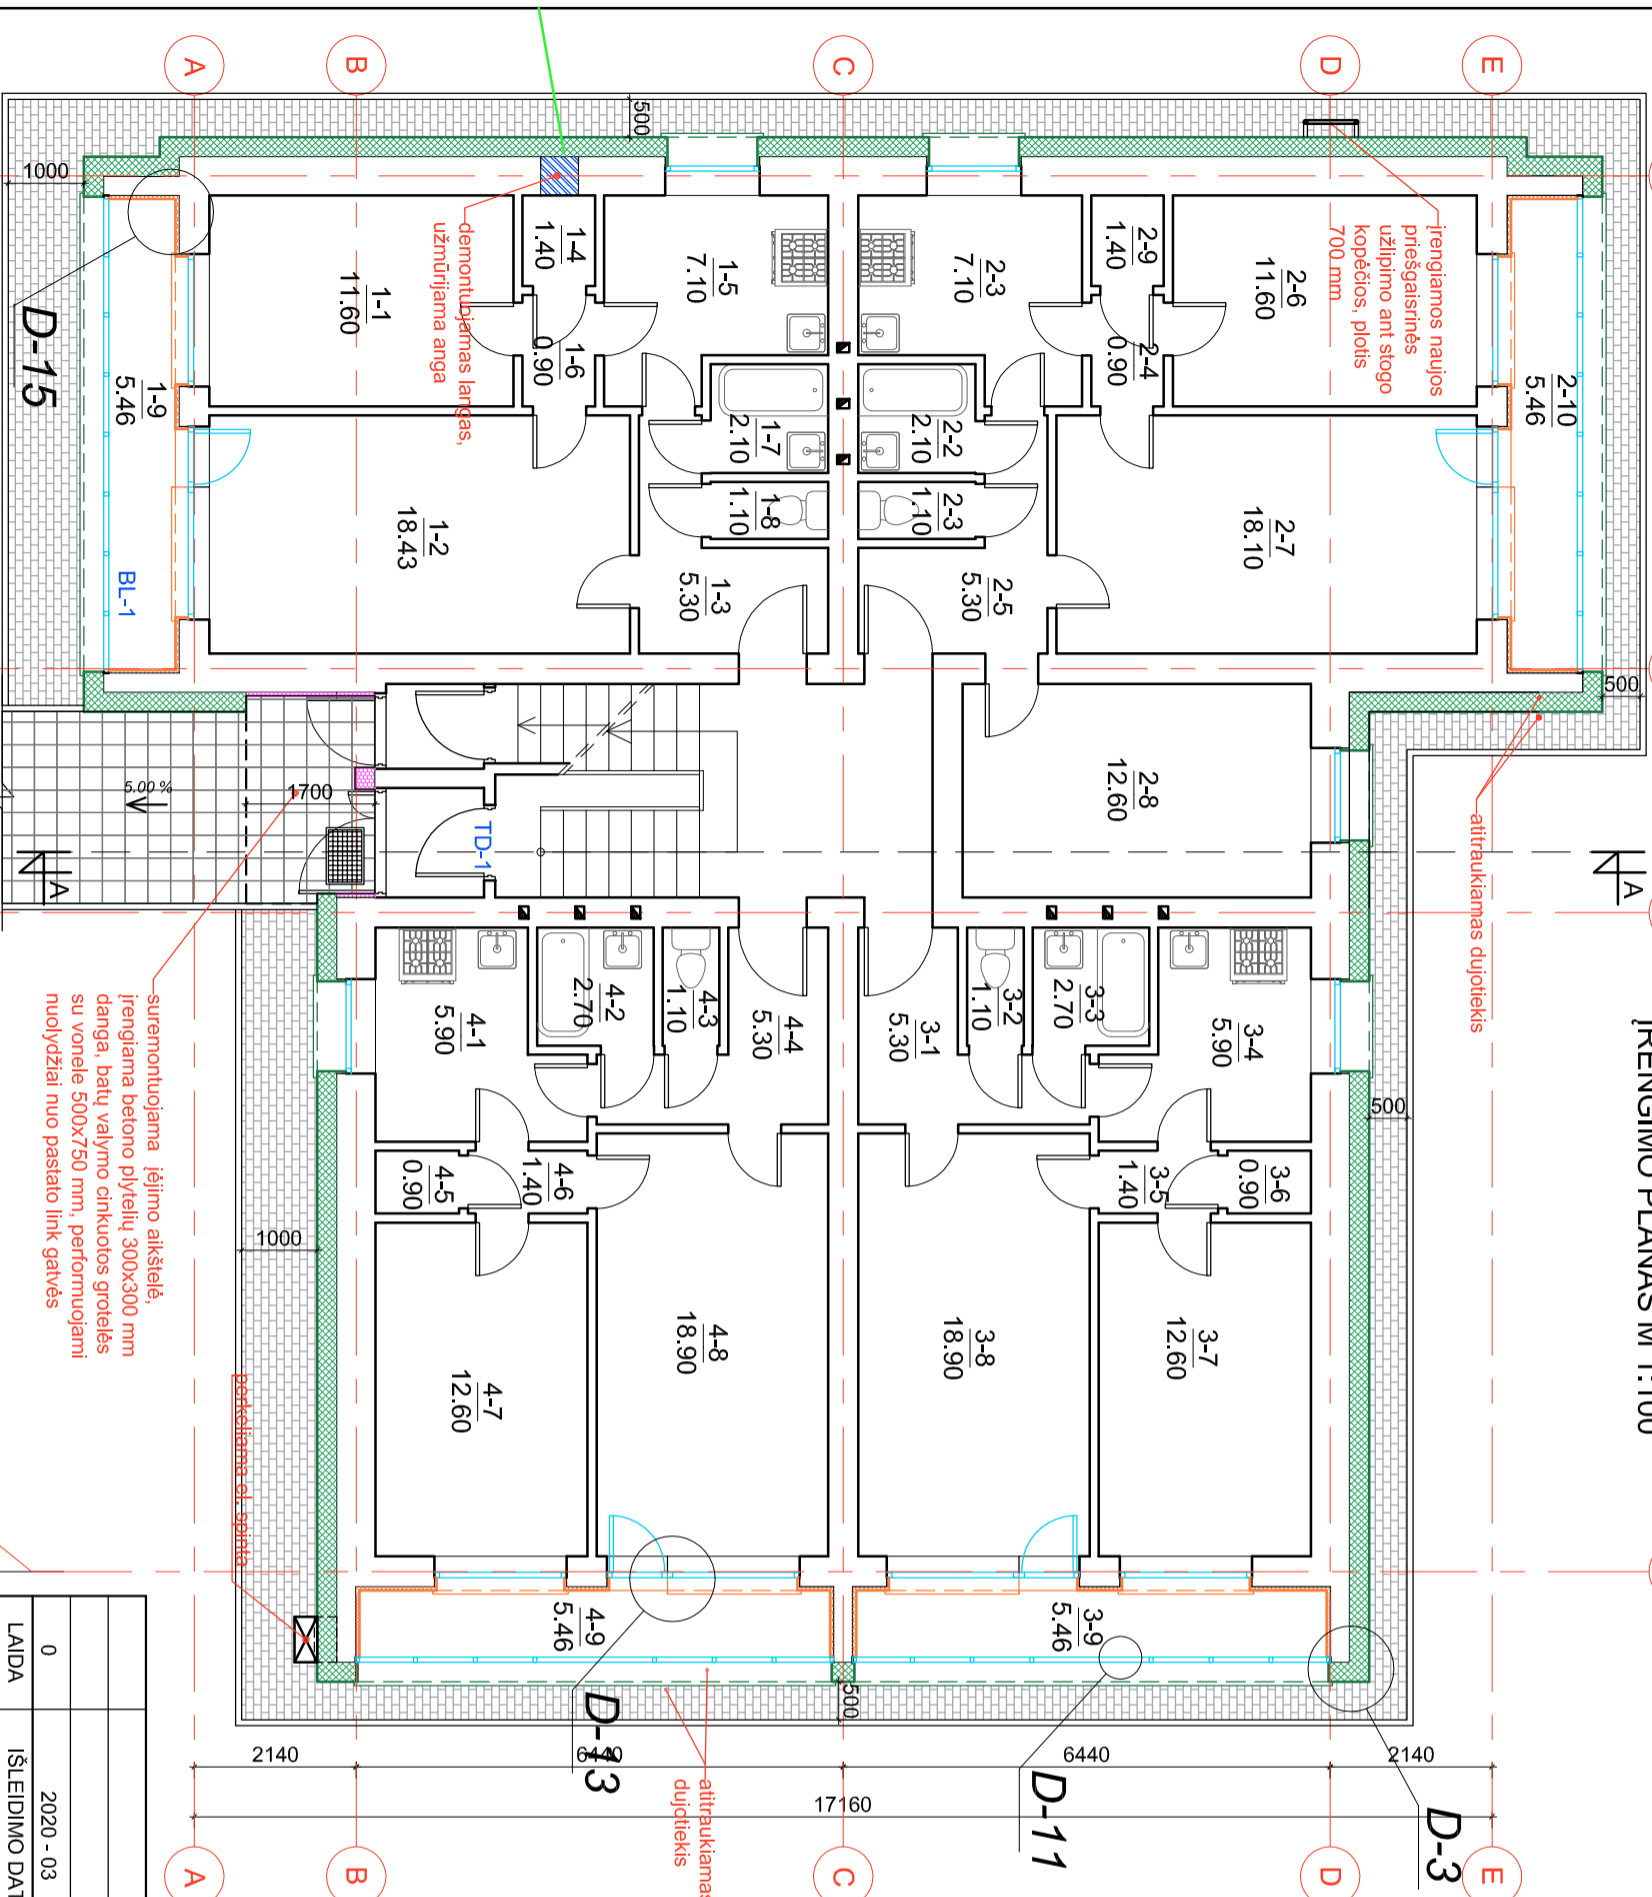 ĮRENGIMO PLANAS M 1:100
E
D
C
B
A
500
1000
įrengiamos naujos
priešgaisrinės
užlipimo ant stogo
kopėčios, plotis
700 mm
demontuojamas langas,
užmūrijama anga
2-10
5.46
2-6
11.60
2-9
1.40
2-4
0.90
2-3
7.10
1-5
7.10
1-4
1.40
1-6
0.90
1-1
11.60
1-9
5.46
D-15
2-7
18.10
2-2
2.10
2-3
1.10
2-5
5.30
1-7
2.10
1-8
1.10
1-3
5.30
1-2
18.43
BL-1
500
2-8
12.60
TD-1
1700
5.00 %
A
A
atitraukiamas dujotiekis
500
3-4
5.90
3-3
2.70
3-2
1.10
3-1
5.30
4-4
5.30
4-3
1.10
4-2
2.70
4-1
5.90
3-6
0.90
3-5
1.40
4-6
1.40
4-5
0.90
1000
suremontuojama įėjimo aikštelė,
įrengiama betono plytelių 300x300 mm
danga, batų valymo cinkuotos grotelės
su vonele 500x750 mm, performuojami
nuolydžiai nuo pastato link gatvės
3-7
12.60
3-8
18.90
4-8
18.90
4-7
12.60
perkeliama el. spinta
3-9
5.46
4-9
5.46
500
D-3
D-11
D-13
atitraukiamas
dujotiekis
2140
6440
6440
2140
17160
E
D
C
B
A
0
2020 - 03
LAIDA
IŠLEIDIMO DAT